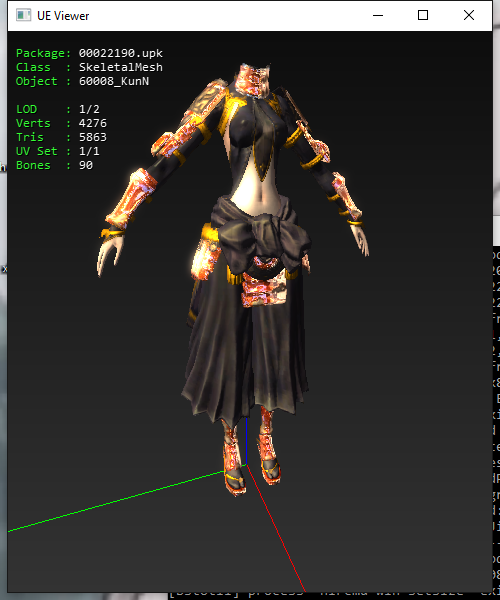 UE Viewer
Package: 00022190.upk
Class : SkeletalMesh
Object : 60008_KunN
LOD : 1/2
Verts : 4276
Tris : 5863
UV Set : 1/1
Bones : 90